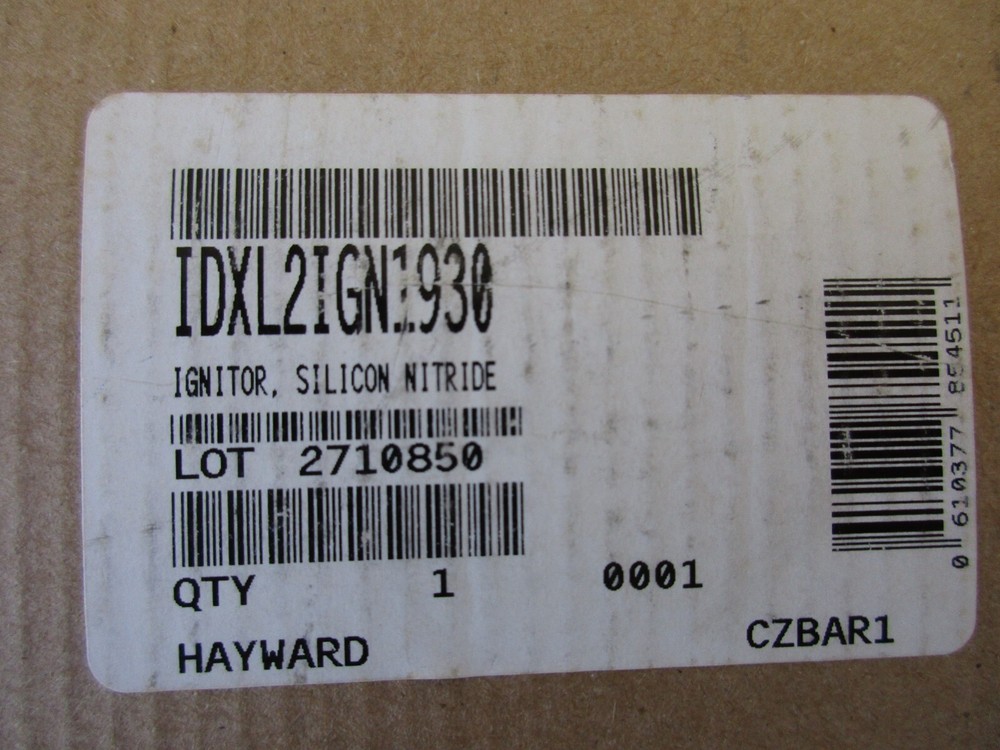 IDXL2IGN1930
IGNITOR, SILICON NITRIDE
LOT 2710850
QTY 1 0001
HAYWARD
CZBAR1
0 610377 854511